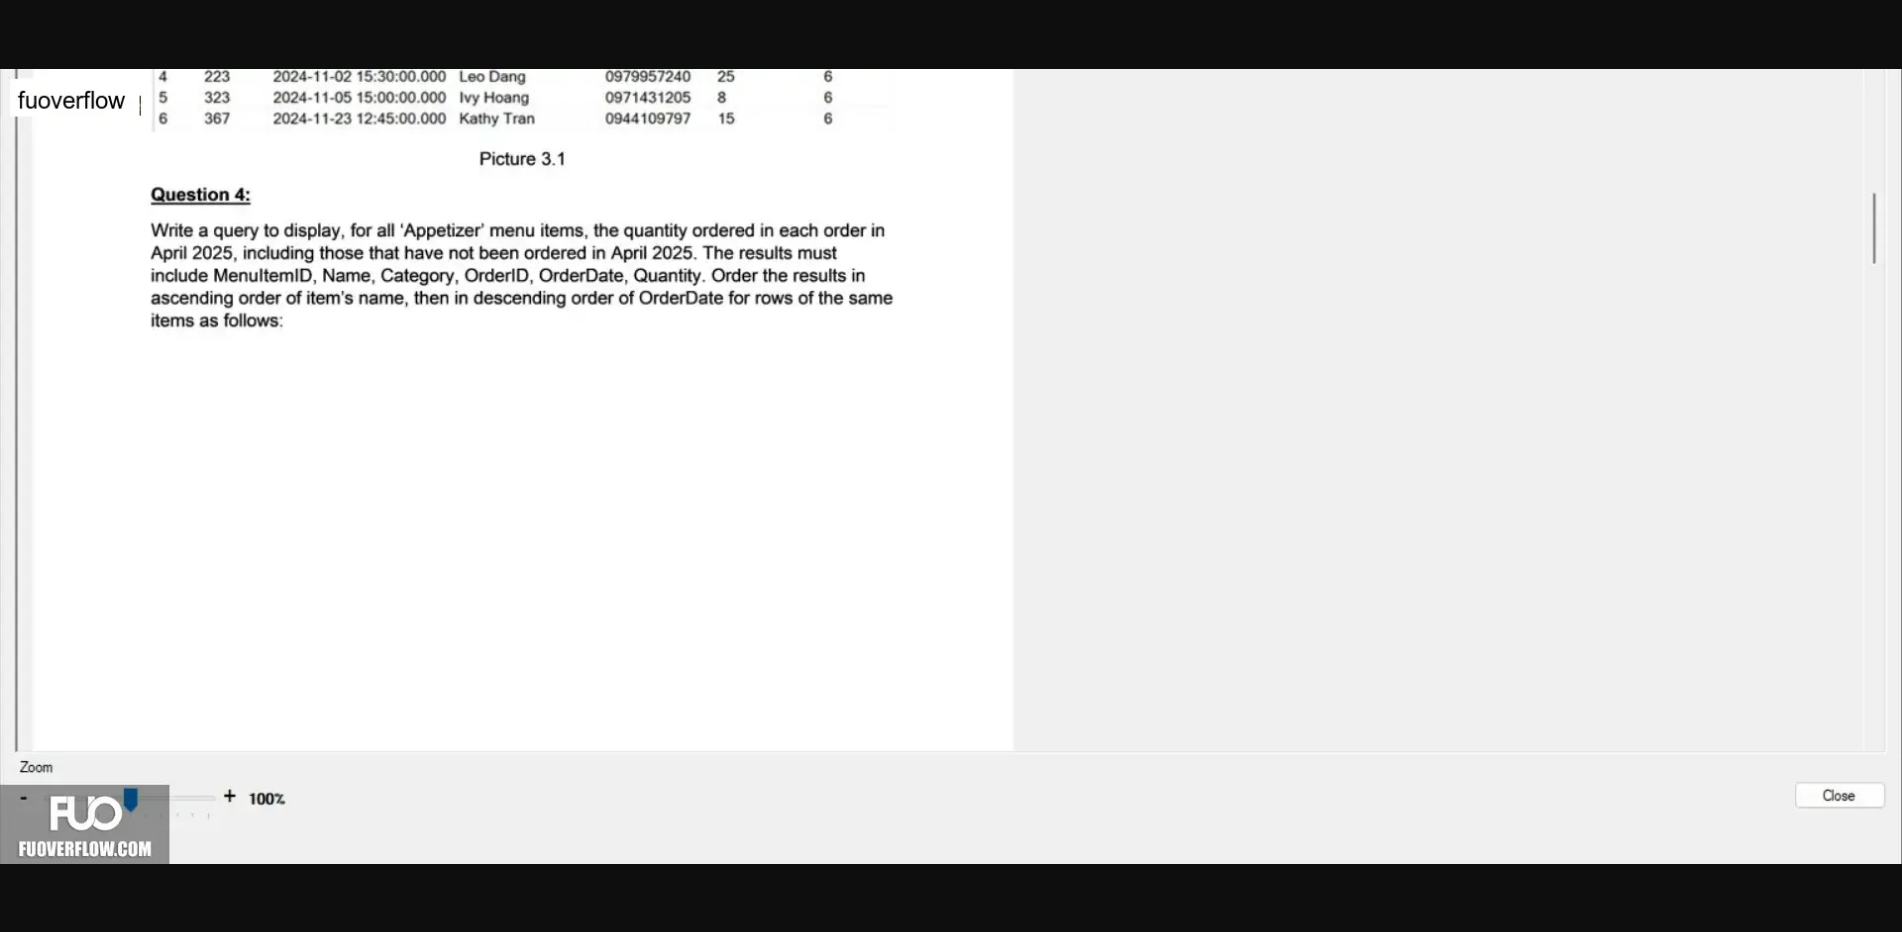 4 223 2024-11-02 15:30:00.000 Leo Dang 0979957240 25 6
fuoverflow
5 323 2024-11-05 15:00:00.000 Ivy Hoang 0971431205 8 6
6 367 2024-11-23 12:45:00.000 Kathy Tran 0944109797 15 6
Picture 3.1
Question 4:
Write a query to display, for all ‘Appetizer’ menu items, the quantity ordered in each order in
April 2025, including those that have not been ordered in April 2025. The results must
include MenuItemID, Name, Category, OrderID, OrderDate, Quantity. Order the results in
ascending order of item’s name, then in descending order of OrderDate for rows of the same
items as follows:
Zoom
- + 100%
Close
FUO
FUOVERFLOW.COM